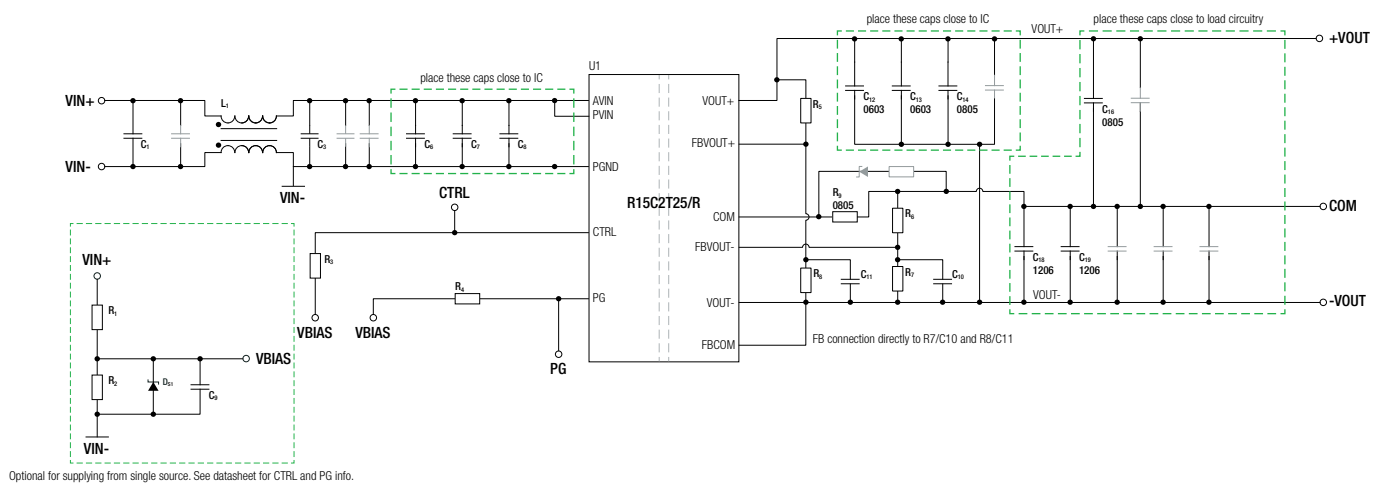 place these caps close to IC
place these caps close to load circuitry
VOUT+
+VOUT
U1
place these caps close to IC
VIN+
L1
AVIN
PVIN
VOUT+
R5
C12
0603
C13
0603
C14
0805
C16
0805
C1
C3
C6
C7
C8
FBVOUT+
VIN-
PGND
VIN-
CTRL
R15C2T25/R
R9
0805
COM
R6
COM
CTRL
FBVOUT-
R3
C18
1206
C19
1206
VIN+
R8
C11
R7
C10
R4
PG
VOUT-
VOUT-
-VOUT
R1
VBIAS
VBIAS
FBCOM
FB connection directly to R7/C10 and R8/C11
VBIAS
PG
R2
DS1
C9
VIN-
Optional for supplying from single source. See datasheet for CTRL and PG info.